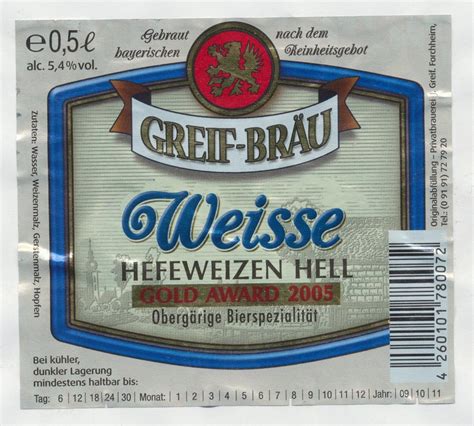 e 0,5 ℓ
alc. 5,4 % vol.
Gebraut nach dem
bayerischen Reinheitsgebot
GREIF-BRÄU
Weisse
HEFEWEIZEN HELL
GOLD AWARD 2005
Obergärige Bierspezialität
Zutaten: Wasser, Weizenmalz, Gerstenmalz, Hopfen
Originalabfüllung – Privatbrauerei Greif, Forchheim,
Tel.: (0 91 91) 72 79 20
4 260101 780072
Bei kühler,
dunkler Lagerung
mindestens haltbar bis:
Tag: 6 | 12 | 18 | 24 | 30 | Monat: | 1 | 2 | 3 | 4 | 5 | 6 | 7 | 8 | 9 | 10 | 11 | 12 | Jahr: | 09 | 10 | 11